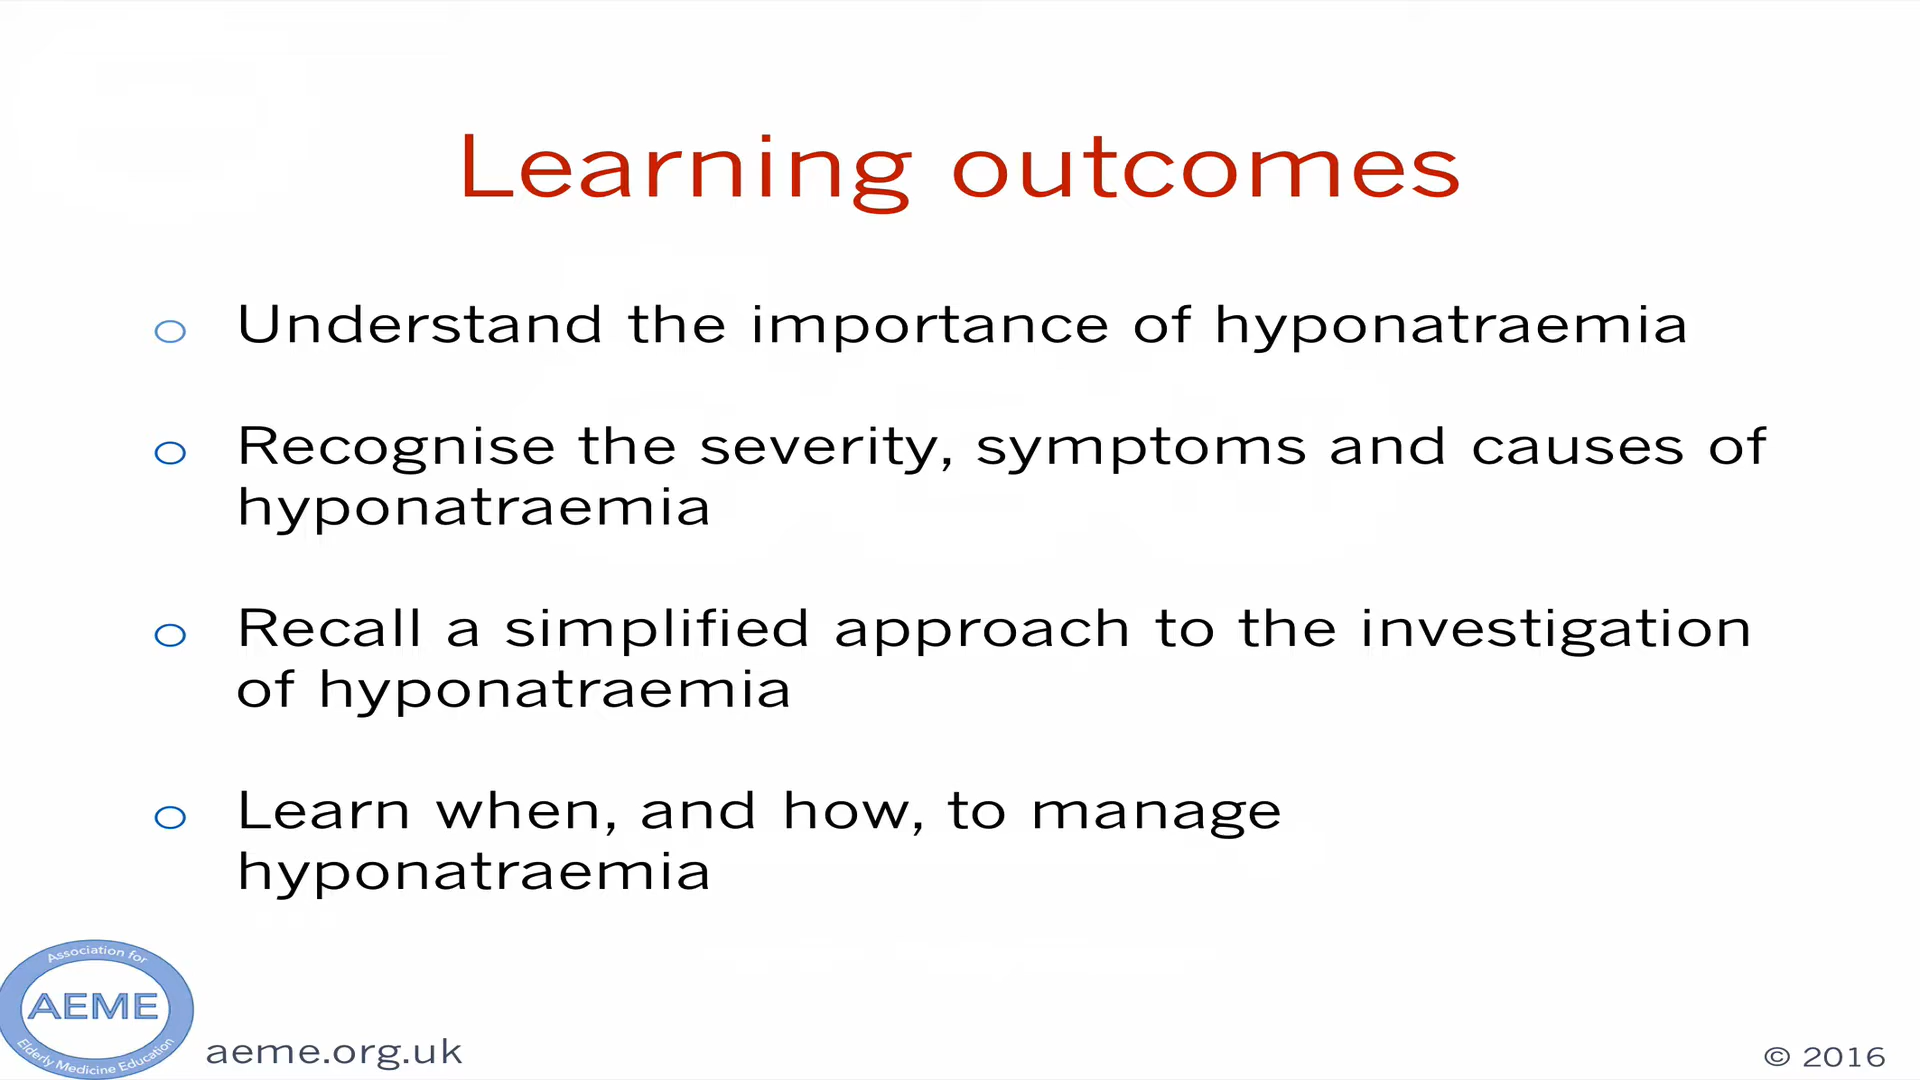 Learning outcomes
o Understand the importance of hyponatraemia
o Recognise the severity, symptoms and causes of
hyponatraemia
o Recall a simplified approach to the investigation
of hyponatraemia
o Learn when, and how, to manage
hyponatraemia
Association for
AEME
Elderly Medicine Education
aeme.org.uk
© 2016